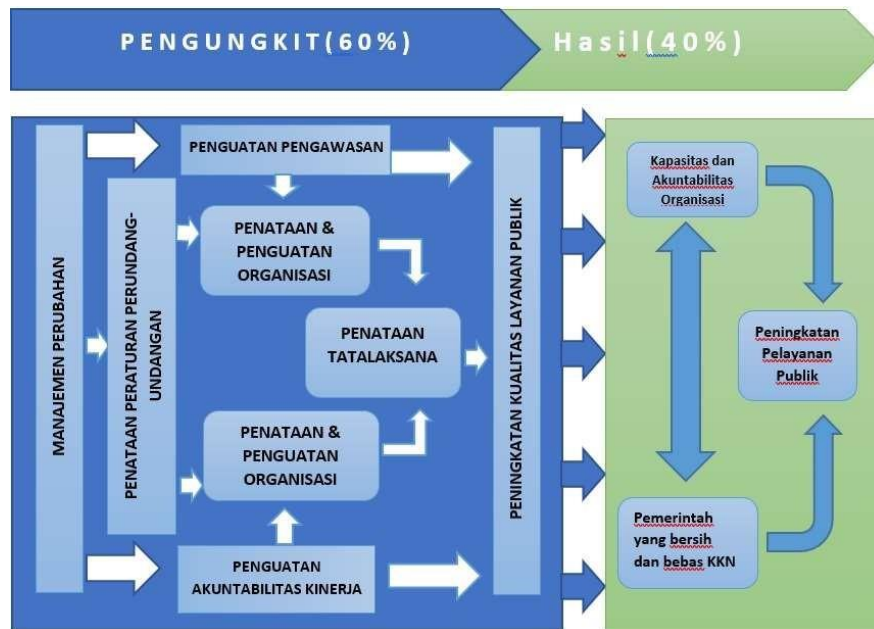 PENGUNGKIT(60%)
Hasil(40%)
MANAJEMEN PERUBAHAN
PENATAAN PERATURAN PERUNDANG-
UNDANGAN
PENGUATAN PENGAWASAN
PENATAAN &
PENGUATAN
ORGANISASI
PENATAAN
TATALAKSANA
PENATAAN &
PENGUATAN
ORGANISASI
PENGUATAN
AKUNTABILITAS KINERJA
PENINGKATAN KUALITAS LAYANAN PUBLIK
Kapasitas dan
Akuntabilitas
Organisasi
Peningkatan
Pelayanan
Publik
Pemerintah
yang bersih
dan bebas KKN